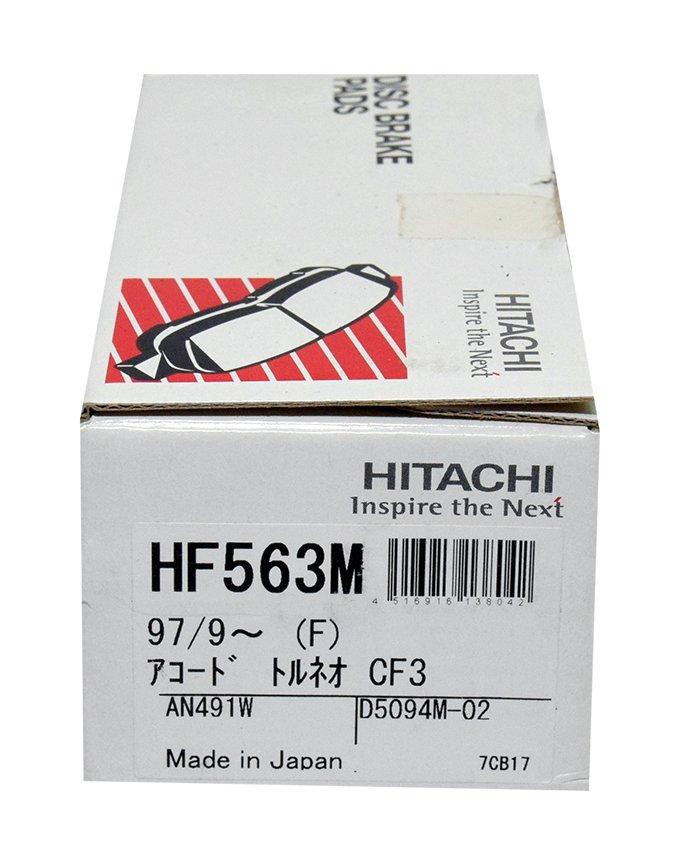 DISC BRAKE
PADS
HITACHI
Inspire the Next
HITACHI
Inspire the Next
HF563M
4 516916 138042
97/9～ (F)
ｱｺｰﾄﾞ ﾄﾙﾈｵ CF3
AN491W D5094M-02
Made in Japan 7CB17